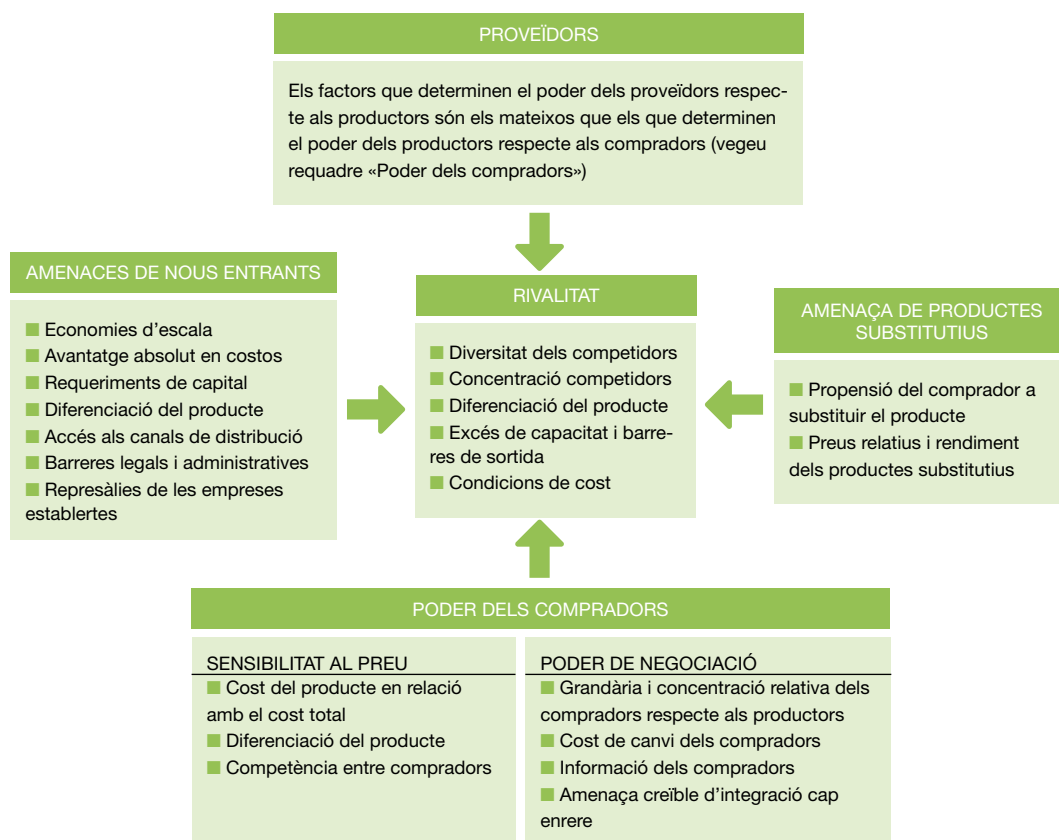 PROVEÏDORS
Els factors que determinen el poder dels proveïdors respec-
te als productors són els mateixos que els que determinen
el poder dels productors respecte als compradors (vegeu
requadre «Poder dels compradors»)
AMENACES DE NOUS ENTRANTS
■ Economies d’escala
■ Avantatge absolut en costos
■ Requeriments de capital
■ Diferenciació del producte
■ Accés als canals de distribució
■ Barreres legals i administratives
■ Represàlies de les empreses
establertes
RIVALITAT
■ Diversitat dels competidors
■ Concentració competidors
■ Diferenciació del producte
■ Excés de capacitat i barre-
res de sortida
■ Condicions de cost
AMENAÇA DE PRODUCTES
SUBSTITUTIUS
■ Propensió del comprador a
substituir el producte
■ Preus relatius i rendiment
dels productes substitutius
PODER DELS COMPRADORS
SENSIBILITAT AL PREU
■ Cost del producte en relació
amb el cost total
■ Diferenciació del producte
■ Competència entre compradors
PODER DE NEGOCIACIÓ
■ Grandària i concentració relativa dels
compradors respecte als productors
■ Cost de canvi dels compradors
■ Informació dels compradors
■ Amenaça creïble d’integració cap
enrere